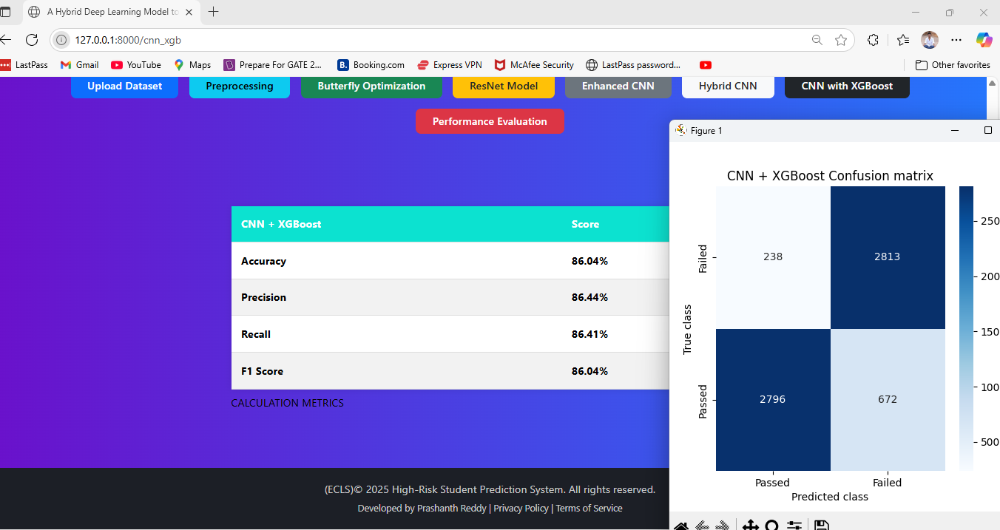 A Hybrid Deep Learning Model to
127.0.0.1:8000/cnn_xgb
LastPass Gmail YouTube Maps Prepare For GATE 2... B. Booking.com Express VPN McAfee Security LastPass password... Other favorites
Upload Dataset Preprocessing Butterfly Optimization ResNet Model Enhanced CNN Hybrid CNN CNN with XGBoost
Performance Evaluation
CNN + XGBoost Score
Accuracy 86.04%
Precision 86.44%
Recall 86.41%
F1 Score 86.04%
CALCULATION METRICS
(ECLS)© 2025 High-Risk Student Prediction System. All rights reserved.
Developed by Prashanth Reddy | Privacy Policy | Terms of Service
Figure 1
CNN + XGBoost Confusion matrix
True class
Failed
238 2813
Passed
2796 672
Passed Failed
Predicted class
250
200
150
100
500